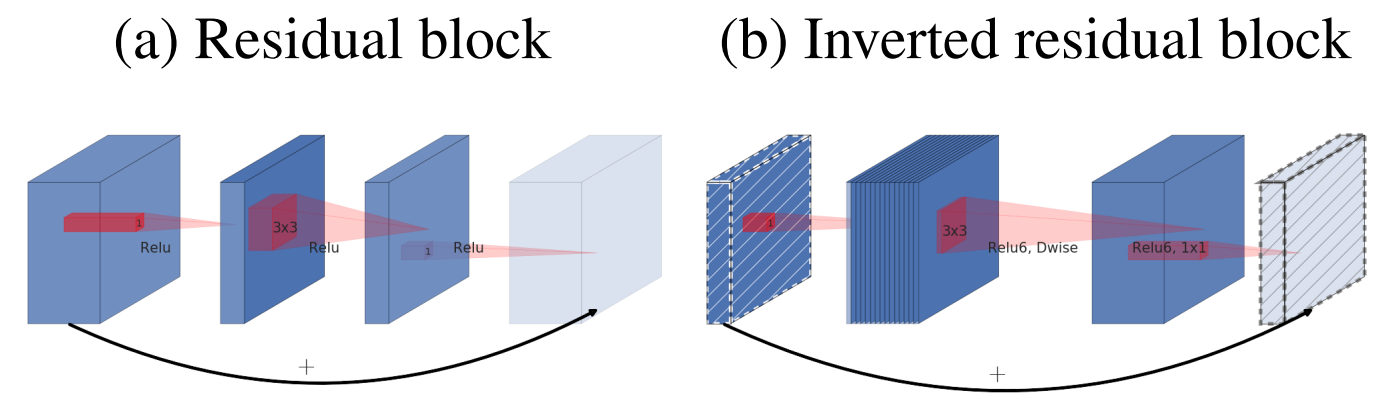 (a) Residual block
1
Relu
3x3
Relu
1
Relu
+
(b) Inverted residual block
1
3x3
Relu6, Dwise
Relu6, 1x1
+